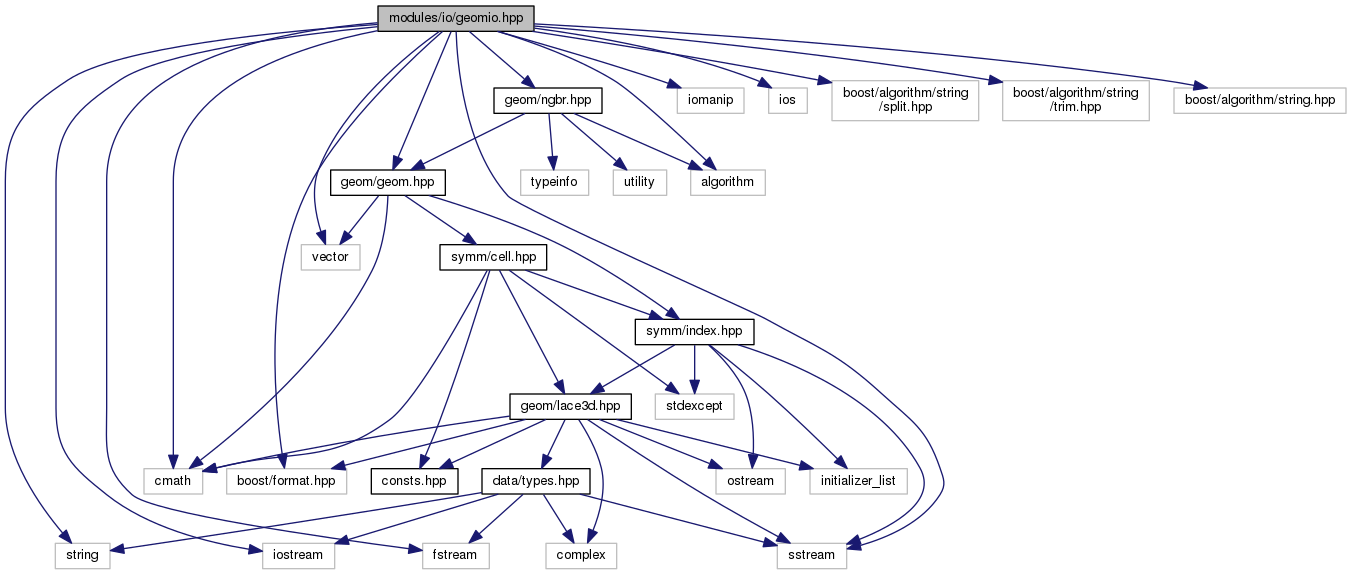 modules/io/geomio.hpp
geom/ngbr.hpp
iomanip
ios
boost/algorithm/string
/split.hpp
boost/algorithm/string
/trim.hpp
boost/algorithm/string.hpp
geom/geom.hpp
typeinfo
utility
algorithm
vector
symm/cell.hpp
symm/index.hpp
geom/lace3d.hpp
stdexcept
cmath
boost/format.hpp
consts.hpp
data/types.hpp
ostream
initializer_list
string
iostream
fstream
complex
sstream